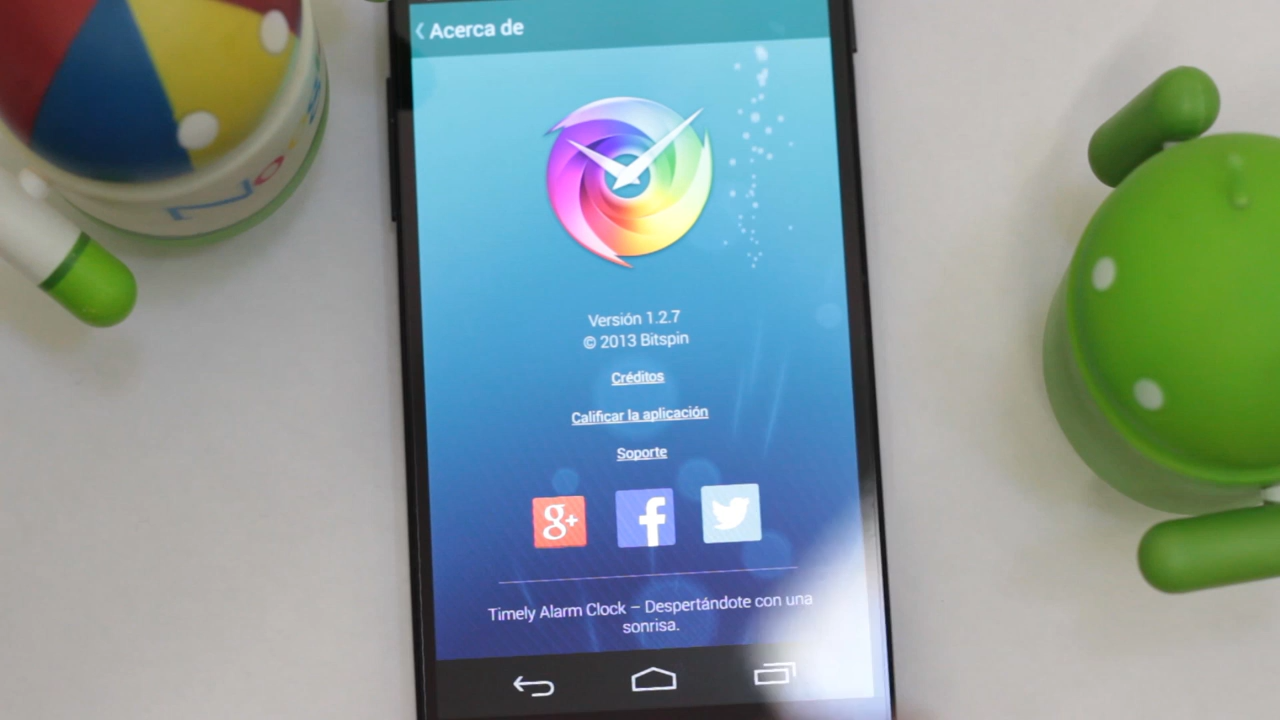 Acerca de
Versión 1.2.7
© 2013 Bitspin
Créditos
Calificar la aplicación
Soporte
g+
f
Timely Alarm Clock – Despertándote con una
sonrisa.